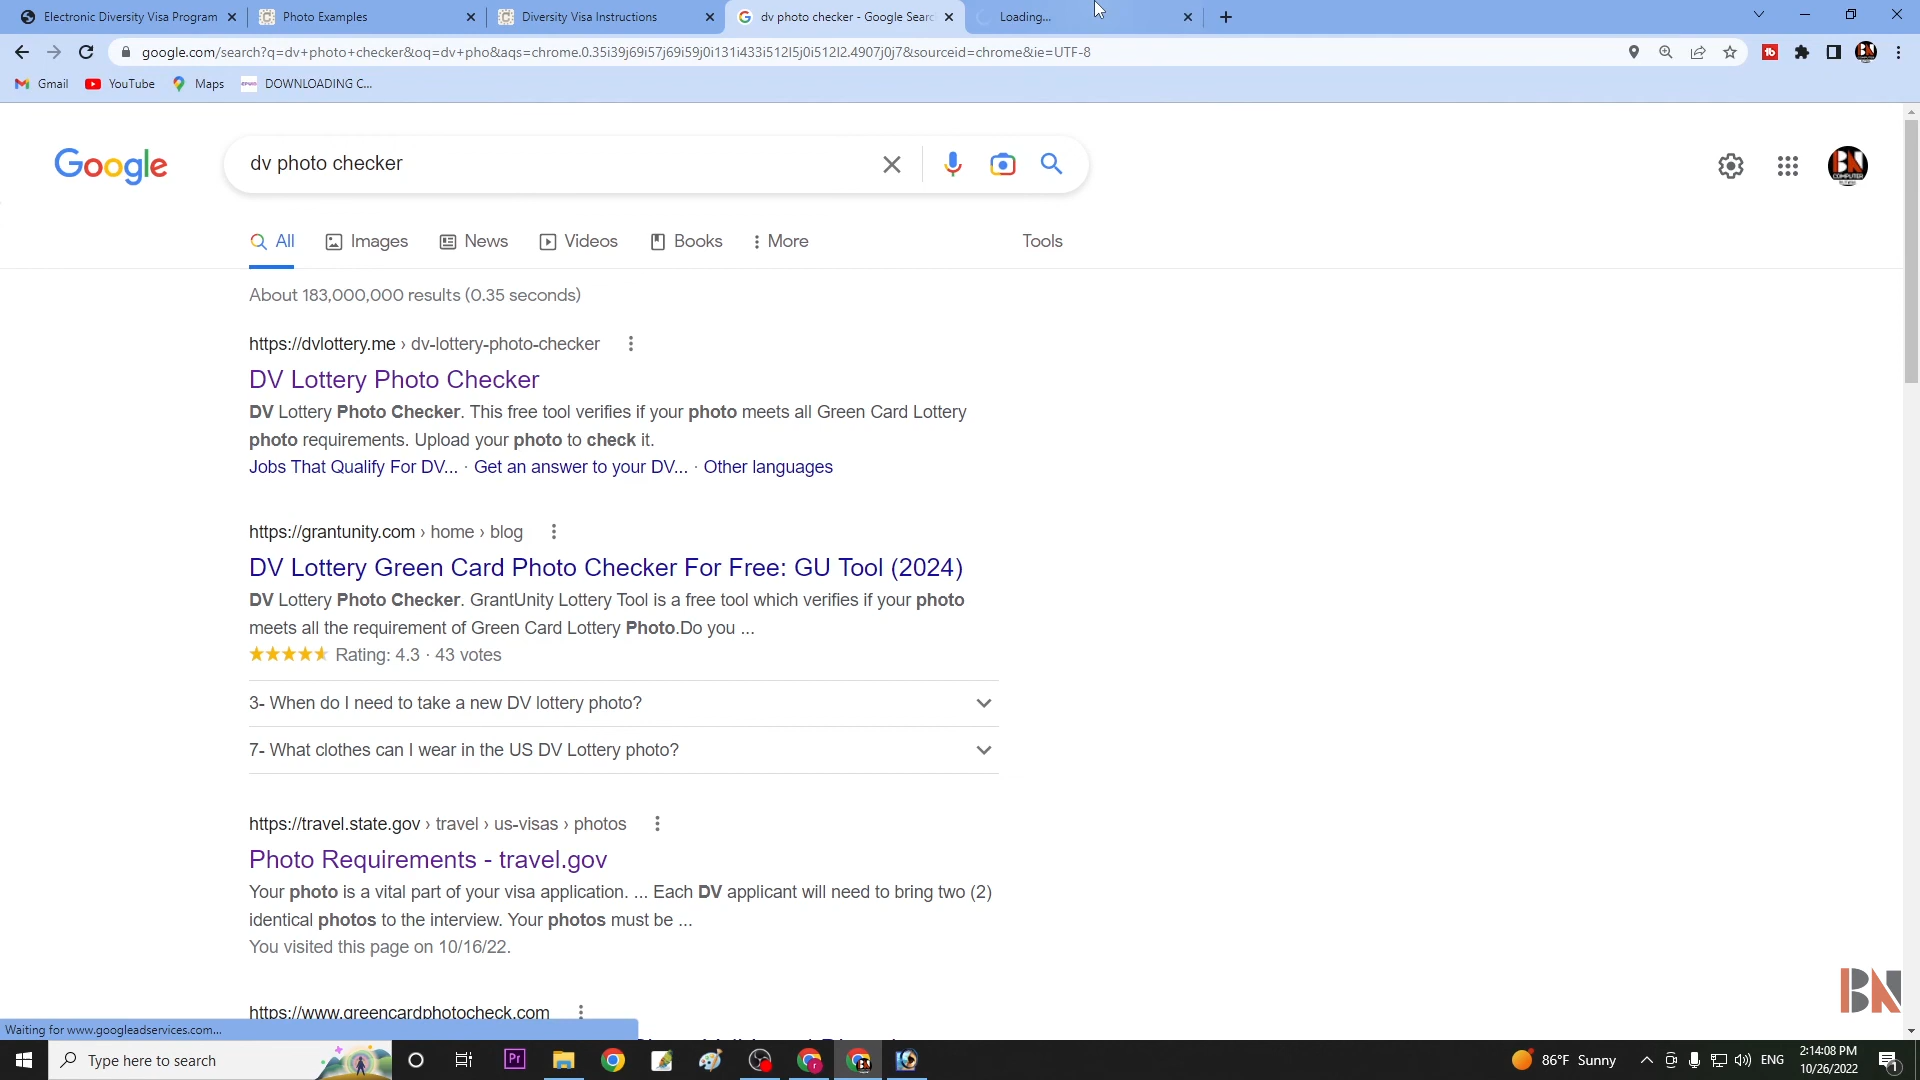 Electronic Diversity Visa Program
Photo Examples
Diversity Visa Instructions
dv photo checker - Google Searc
Loading...
google.com/search?q=dv+photo+checker&oq=dv+pho&aqs=chrome.0.35i39j69i57j69i59j0i131i433i512l5j0i512l2.4907j0j7&sourceid=chrome&ie=UTF-8
Gmail
YouTube
Maps
DOWNLOADING C...
Google
dv photo checker
BN
COMPUTER
All
Images
News
Videos
Books
More
Tools
About 183,000,000 results (0.35 seconds)
https://dvlottery.me › dv-lottery-photo-checker
DV Lottery Photo Checker
DV Lottery Photo Checker. This free tool verifies if your photo meets all Green Card Lottery
photo requirements. Upload your photo to check it.
Jobs That Qualify For DV... · Get an answer to your DV... · Other languages
https://grantunity.com › home › blog
DV Lottery Green Card Photo Checker For Free: GU Tool (2024)
DV Lottery Photo Checker. GrantUnity Lottery Tool is a free tool which verifies if your photo
meets all the requirement of Green Card Lottery Photo.Do you ...
Rating: 4.3 · 43 votes
3- When do I need to take a new DV lottery photo?
7- What clothes can I wear in the US DV Lottery photo?
https://travel.state.gov › travel › us-visas › photos
Photo Requirements - travel.gov
Your photo is a vital part of your visa application. ... Each DV applicant will need to bring two (2)
identical photos to the interview. Your photos must be ...
You visited this page on 10/16/22.
BN
https://www.greencardphotocheck.com
Waiting for www.googleadservices.com...
Type here to search
Pr
86°F Sunny
ENG
2:14:08 PM
10/26/2022
1